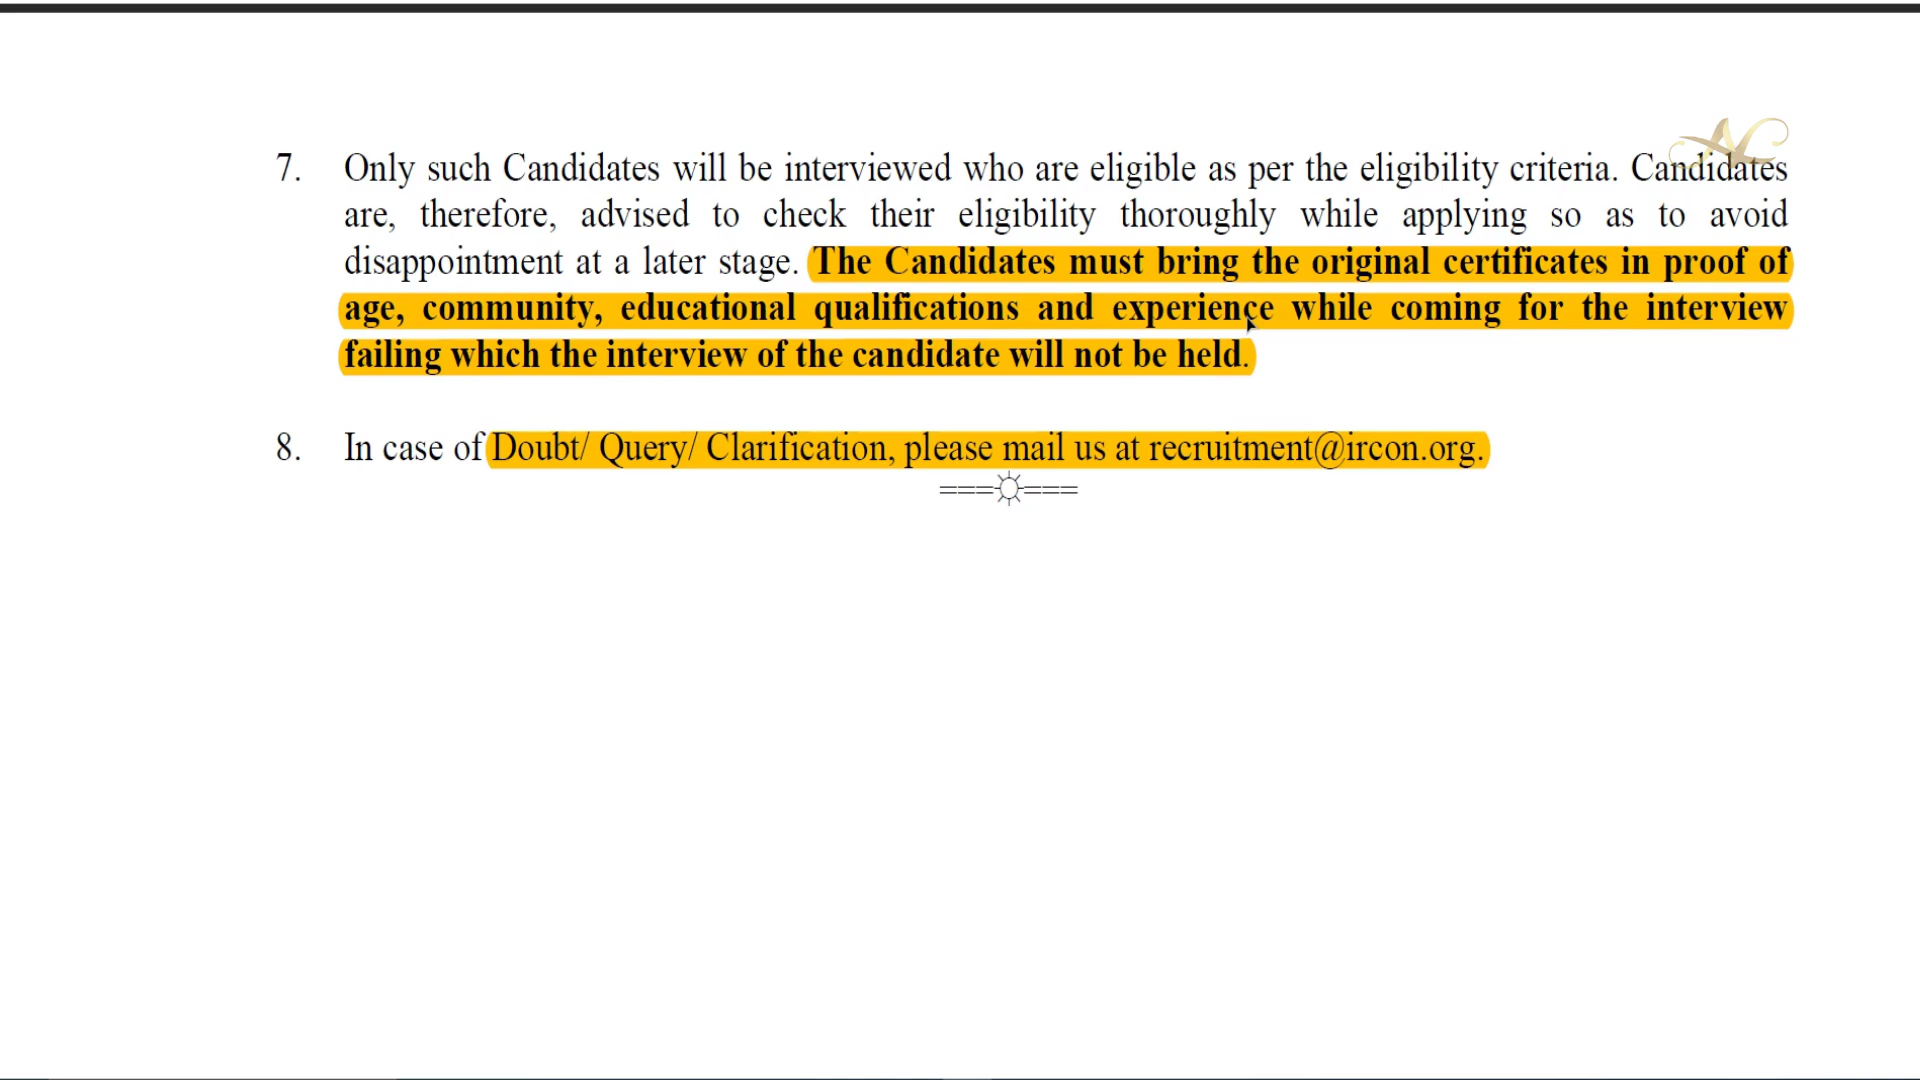 AC
7. Only such Candidates will be interviewed who are eligible as per the eligibility criteria. Candidates
are, therefore, advised to check their eligibility thoroughly while applying so as to avoid
disappointment at a later stage. The Candidates must bring the original certificates in proof of
age, community, educational qualifications and experience while coming for the interview
failing which the interview of the candidate will not be held.
8. In case of Doubt/ Query/ Clarification, please mail us at recruitment@ircon.org.
===☼===